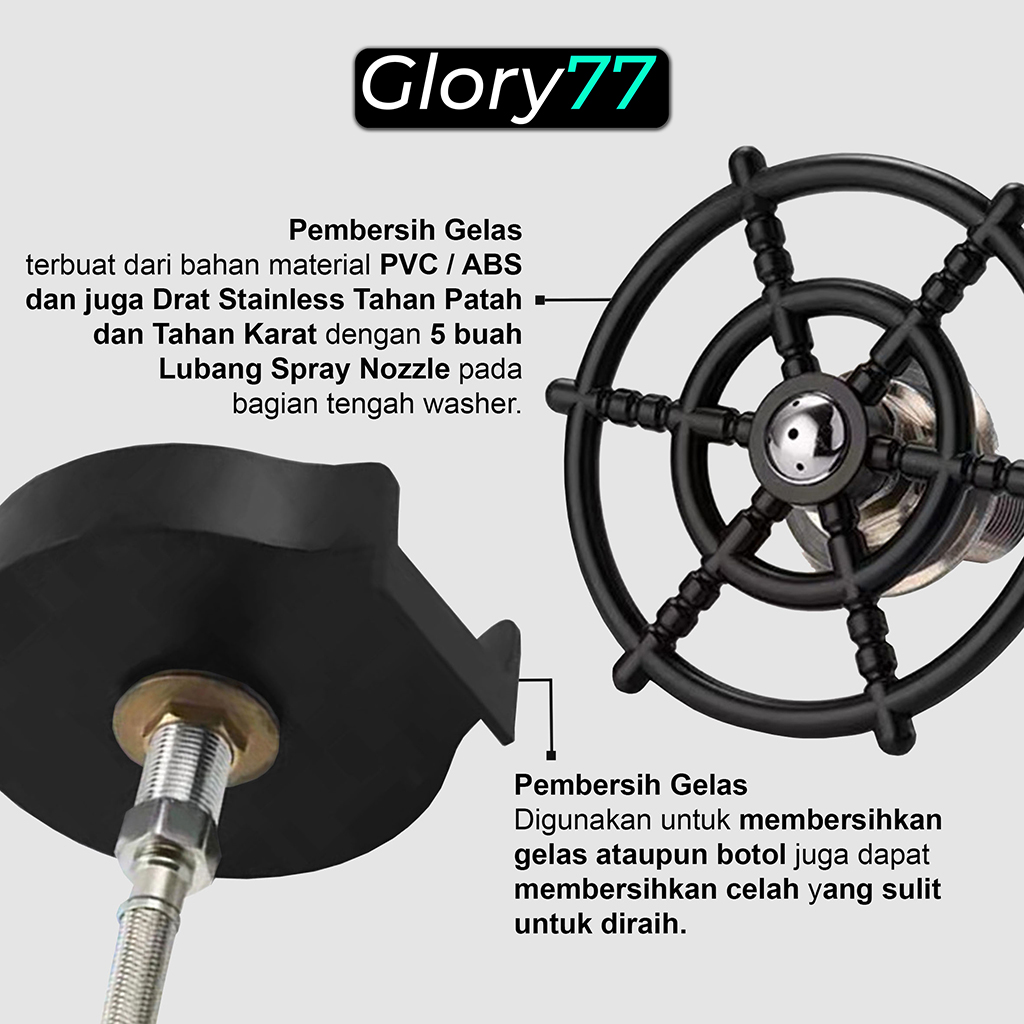 Glory77
Pembersih Gelas
terbuat dari bahan material PVC / ABS
dan juga Drat Stainless Tahan Patah
dan Tahan Karat dengan 5 buah
Lubang Spray Nozzle pada
bagian tengah washer.
Pembersih Gelas
Digunakan untuk membersihkan
gelas ataupun botol juga dapat
membersihkan celah yang sulit
untuk diraih.